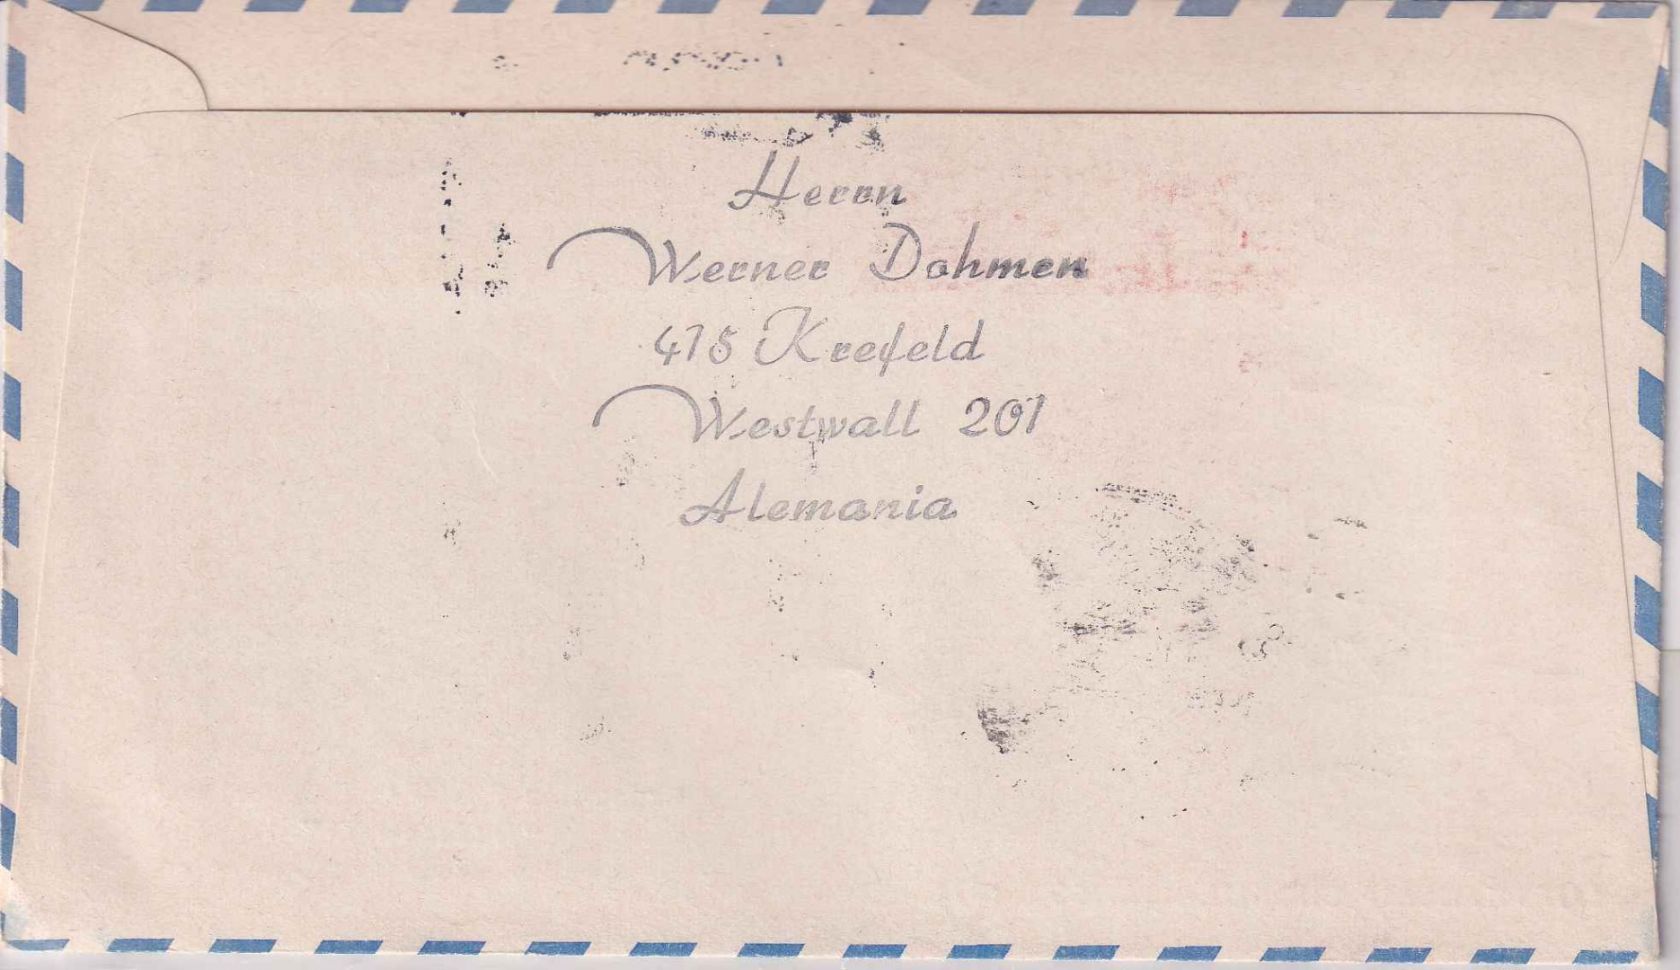 Herrn
Werner Dohmen
415 Krefeld
Westwall 201
Alemania